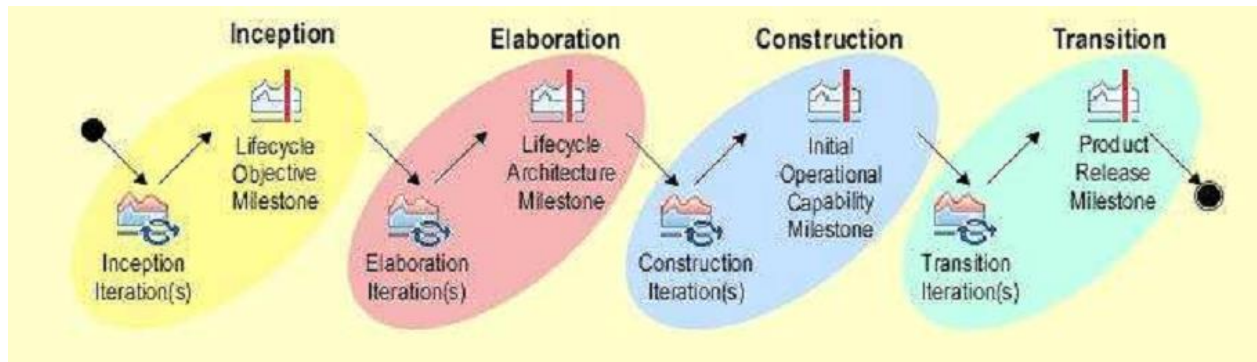 Inception
Elaboration
Construction
Transition
Lifecycle
Objective
Milestone
Inception
Iteration(s)
Lifecycle
Architecture
Milestone
Elaboration
Iteration(s)
Initial
Operational
Capability
Milestone
Construction
Iteration(s)
Product
Release
Milestone
Transition
Iteration(s)